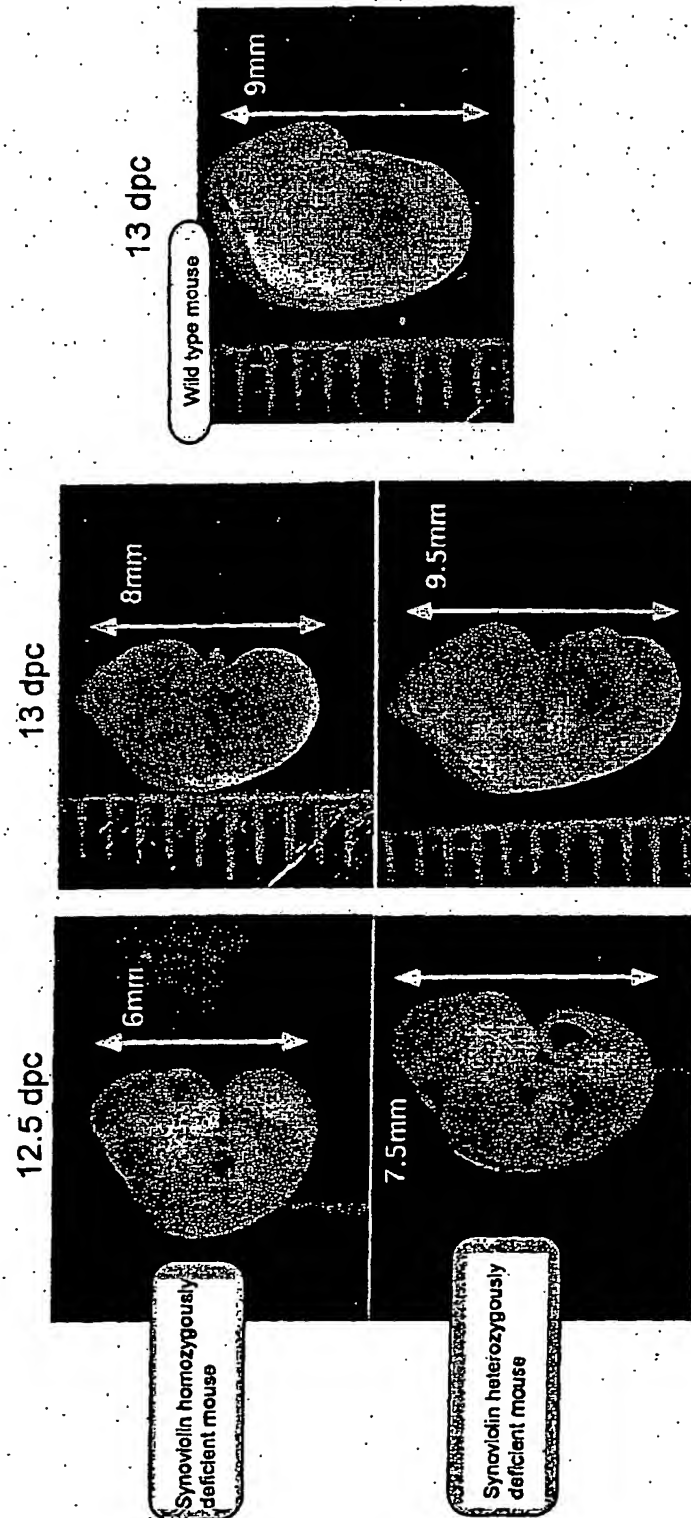 12.5 dpc
13 dpc
13 dpc
Synoviolin homozygously
deficient mouse
6mm
8mm
Wild type mouse
9mm
Synoviolin heterozygously
deficient mouse
7.5mm
9.5mm